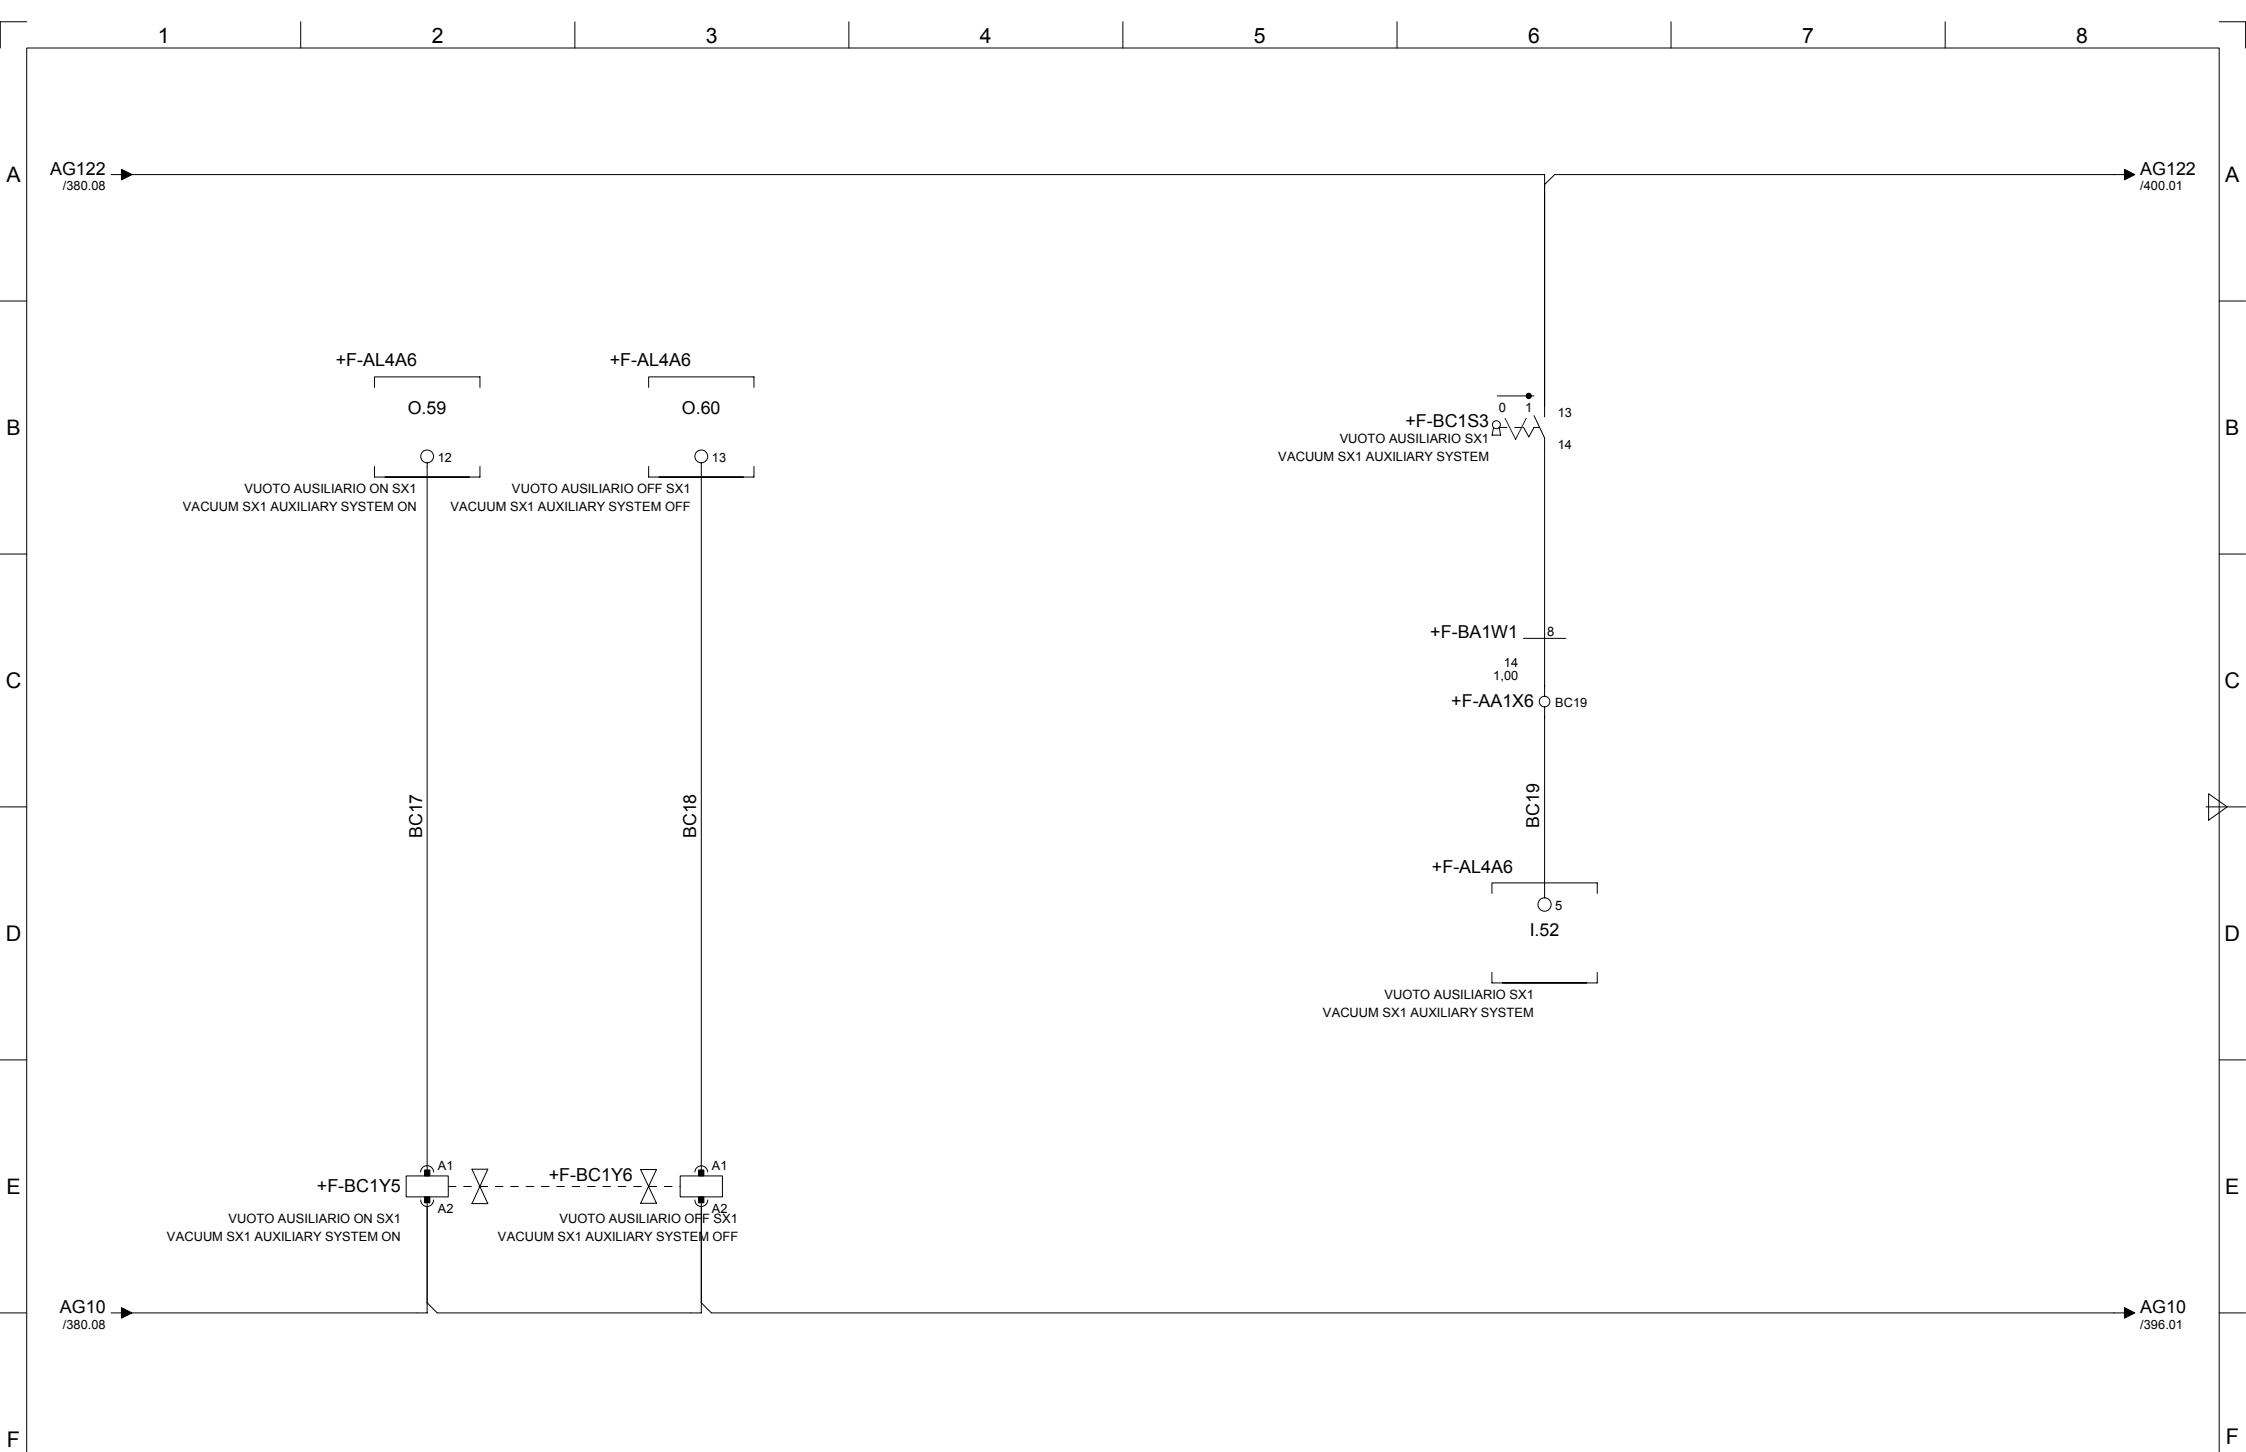 1 2 3 4 5 6 7 8
A AG122 AG122 A
/380.08 /400.01
+F-AL4A6 +F-AL4A6
O.59 O.60
0 1 13
+F-BC1S3
B B
VUOTO AUSILIARIO SX1 14
VACUUM SX1 AUXILIARY SYSTEM
12 13
VUOTO AUSILIARIO ON SX1 VUOTO AUSILIARIO OFF SX1
VACUUM SX1 AUXILIARY SYSTEM ON VACUUM SX1 AUXILIARY SYSTEM OFF
+F-BA1W1 8
14
1,00
C C
+F-AA1X6 BC19
BC17 BC18 BC19
+F-AL4A6
5
D I.52 D
VUOTO AUSILIARIO SX1
VACUUM SX1 AUXILIARY SYSTEM
A1 A1
+F-BC1Y6
E +F-BC1Y5 E
A2 A2
VUOTO AUSILIARIO ON SX1 VUOTO AUSILIARIO OFF SX1
VACUUM SX1 AUXILIARY SYSTEM ON VACUUM SX1 AUXILIARY SYSTEM OFF
AG10 AG10
/380.08 /396.01
F F